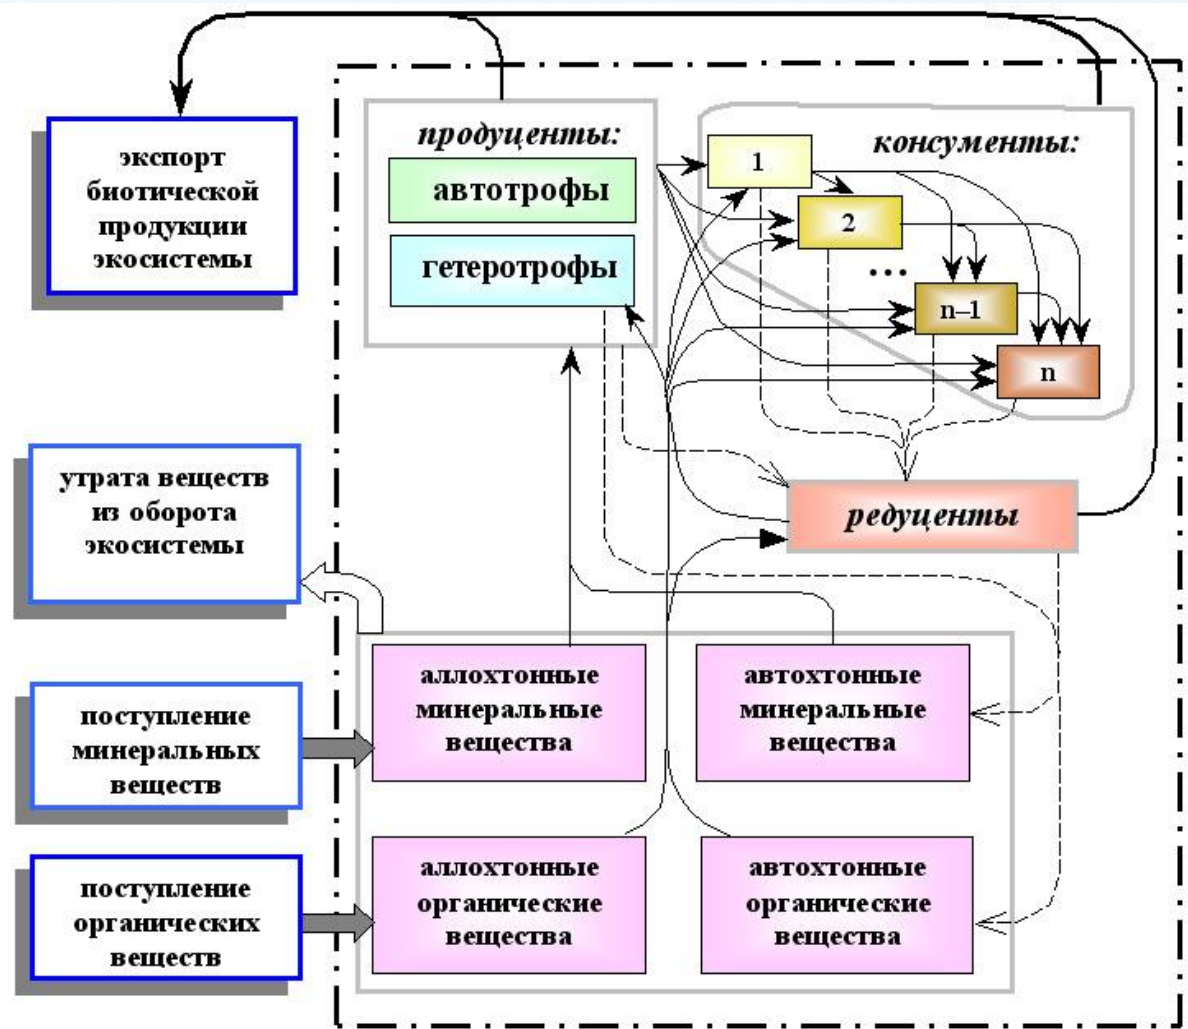 продуценты:
автотрофы
гетеротрофы
консументы:
1
2
...
n–1
n
экспорт
биотической
продукции
экосистемы
утрата веществ
из оборота
экосистемы
редуценты
поступление
минеральных
веществ
аллохтонные
минеральные
вещества
автохтонные
минеральные
вещества
поступление
органических
веществ
аллохтонные
органические
вещества
автохтонные
органические
вещества